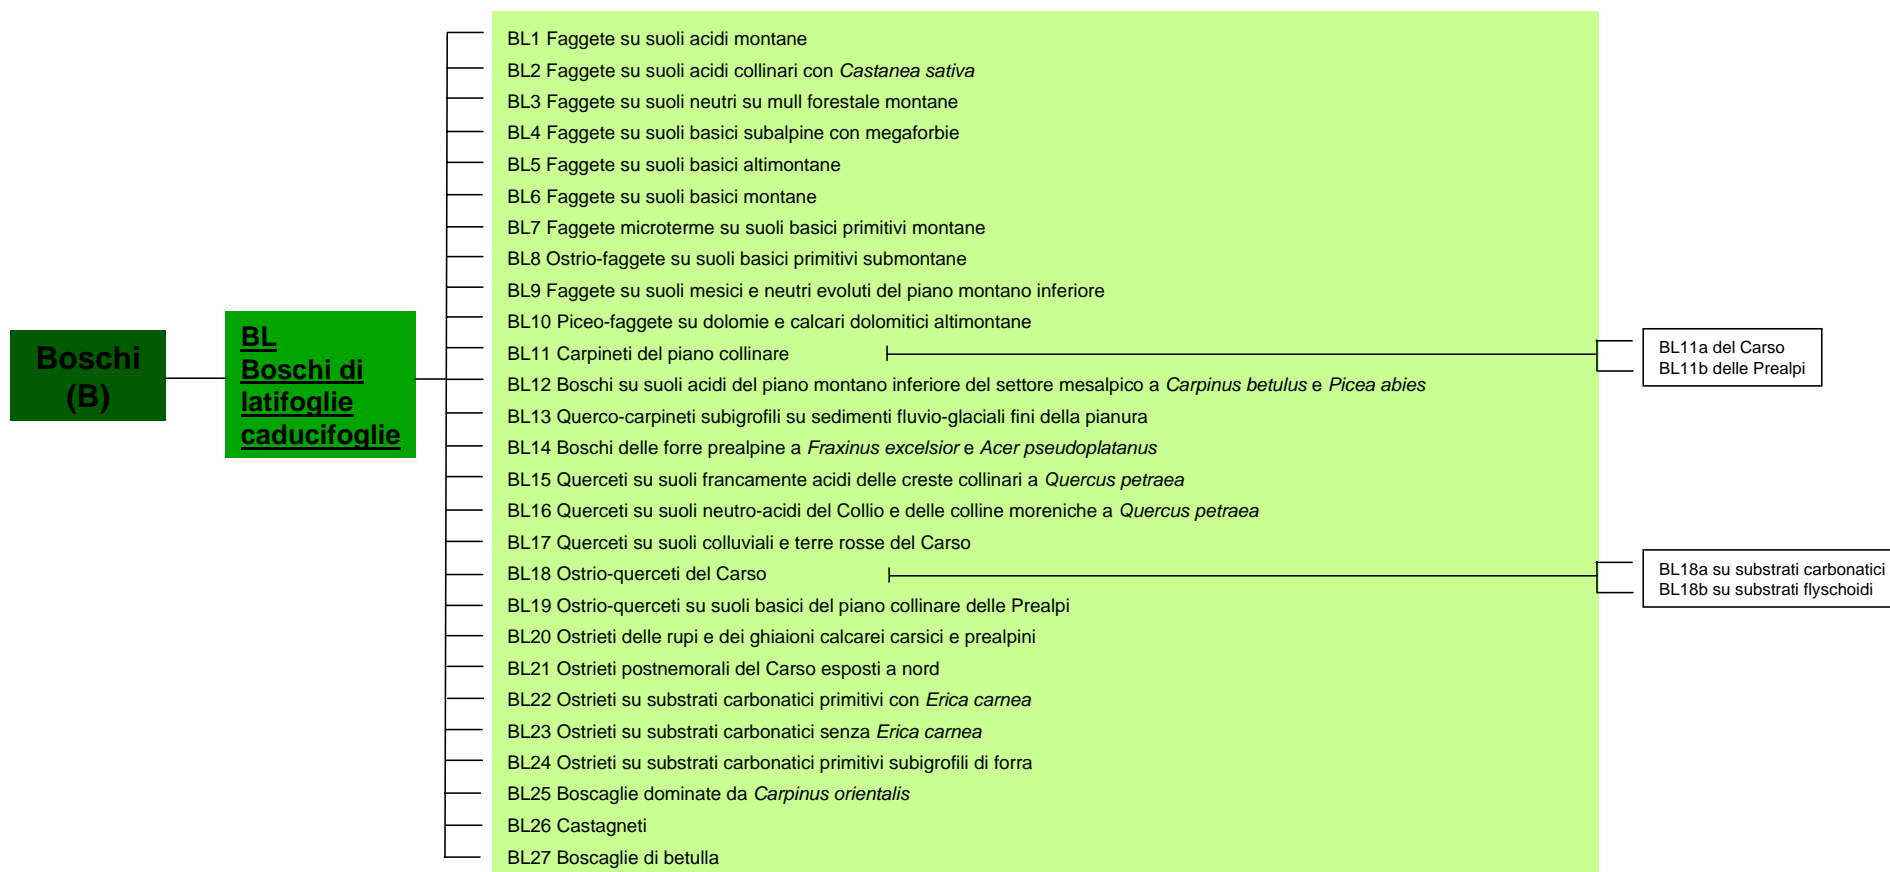 Boschi
(B)
BL
Boschi di
latifoglie
caducifoglie
BL1 Faggete su suoli acidi montane
BL2 Faggete su suoli acidi collinari con Castanea sativa
BL3 Faggete su suoli neutri su mull forestale montane
BL4 Faggete su suoli basici subalpine con megaforbie
BL5 Faggete su suoli basici altimontane
BL6 Faggete su suoli basici montane
BL7 Faggete microterme su suoli basici primitivi montane
BL8 Ostrio-faggete su suoli basici primitivi submontane
BL9 Faggete su suoli mesici e neutri evoluti del piano montano inferiore
BL10 Piceo-faggete su dolomie e calcari dolomitici altimontane
BL11 Carpineti del piano collinare
BL11a del Carso
BL11b delle Prealpi
BL12 Boschi su suoli acidi del piano montano inferiore del settore mesalpico a Carpinus betulus e Picea abies
BL13 Querco-carpineti subigrofili su sedimenti fluvio-glaciali fini della pianura
BL14 Boschi delle forre prealpine a Fraxinus excelsior e Acer pseudoplatanus
BL15 Querceti su suoli francamente acidi delle creste collinari a Quercus petraea
BL16 Querceti su suoli neutro-acidi del Collio e delle colline moreniche a Quercus petraea
BL17 Querceti su suoli colluviali e terre rosse del Carso
BL18 Ostrio-querceti del Carso
BL18a su substrati carbonatici
BL18b su substrati flyschoidi
BL19 Ostrio-querceti su suoli basici del piano collinare delle Prealpi
BL20 Ostrieti delle rupi e dei ghiaioni calcarei carsici e prealpini
BL21 Ostrieti postnemorali del Carso esposti a nord
BL22 Ostrieti su substrati carbonatici primitivi con Erica carnea
BL23 Ostrieti su substrati carbonatici senza Erica carnea
BL24 Ostrieti su substrati carbonatici primitivi subigrofili di forra
BL25 Boscaglie dominate da Carpinus orientalis
BL26 Castagneti
BL27 Boscaglie di betulla